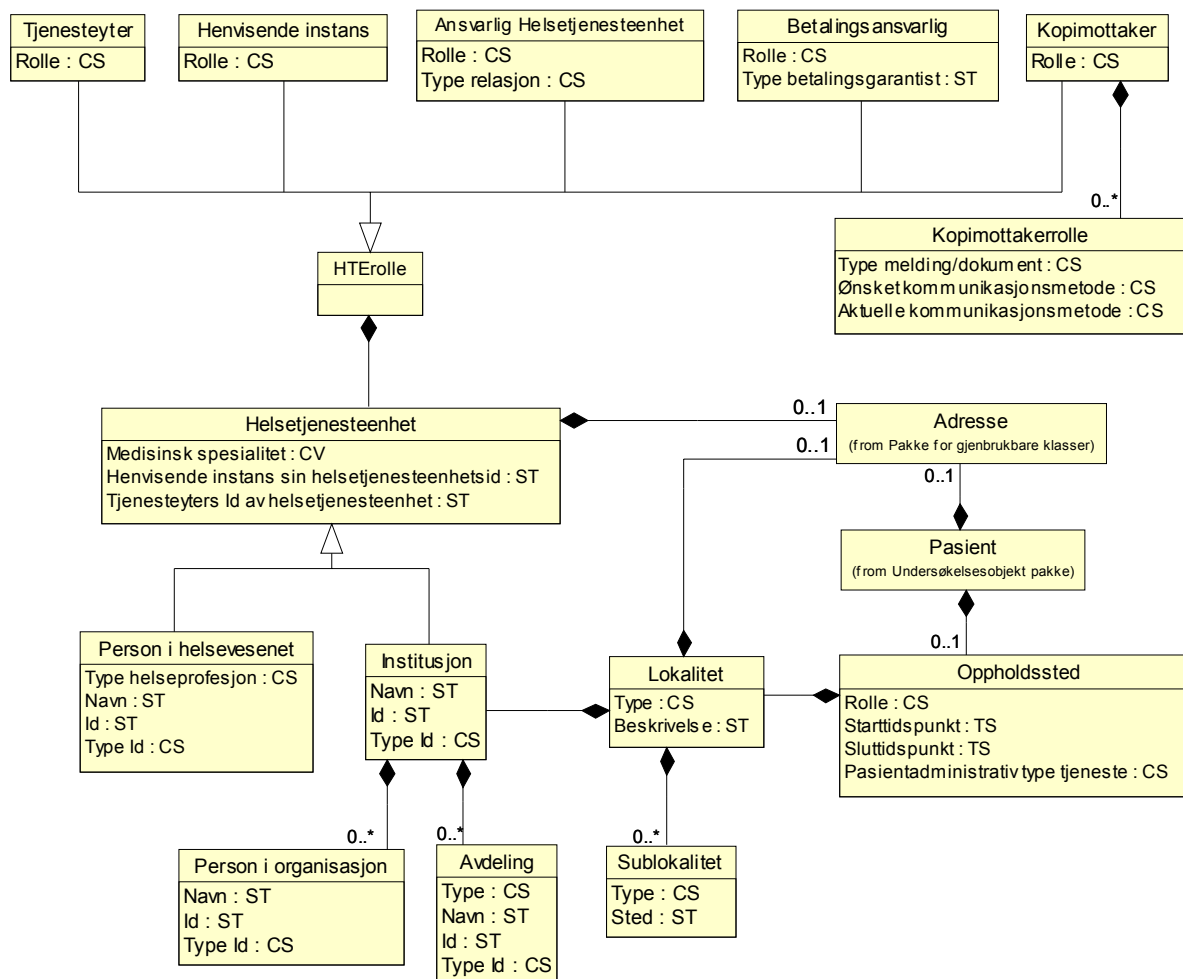 Tjenesteyter
Rolle : CS
Henvisende instans
Rolle : CS
Ansvarlig Helsetjenesteenhet
Rolle : CS
Type relasjon : CS
Betalingsansvarlig
Rolle : CS
Type betalingsgarantist : ST
Kopimottaker
Rolle : CS
0..*
Kopimottakerrolle
Type melding/dokument : CS
Ønsket kommunikasjonsmetode : CS
Aktuelle kommunikasjonsmetode : CS
HTErolle
Helsetjenesteenhet
Medisinsk spesialitet : CV
Henvisende instans sin helsetjenesteenhetsid : ST
Tjenesteyters Id av helsetjenesteenhet : ST
0..1
0..1
Adresse
(from Pakke for gjenbrukbare klasser)
0..1
Pasient
(from Undersøkelsesobjekt pakke)
0..1
Person i helsevesenet
Type helseprofesjon : CS
Navn : ST
Id : ST
Type Id : CS
Institusjon
Navn : ST
Id : ST
Type Id : CS
Lokalitet
Type : CS
Beskrivelse : ST
Oppholdssted
Rolle : CS
Starttidspunkt : TS
Sluttidspunkt : TS
Pasientadministrativ type tjeneste : CS
0..*
0..*
0..*
Person i organisasjon
Navn : ST
Id : ST
Type Id : CS
Avdeling
Type : CS
Navn : ST
Id : ST
Type Id : CS
Sublokalitet
Type : CS
Sted : ST